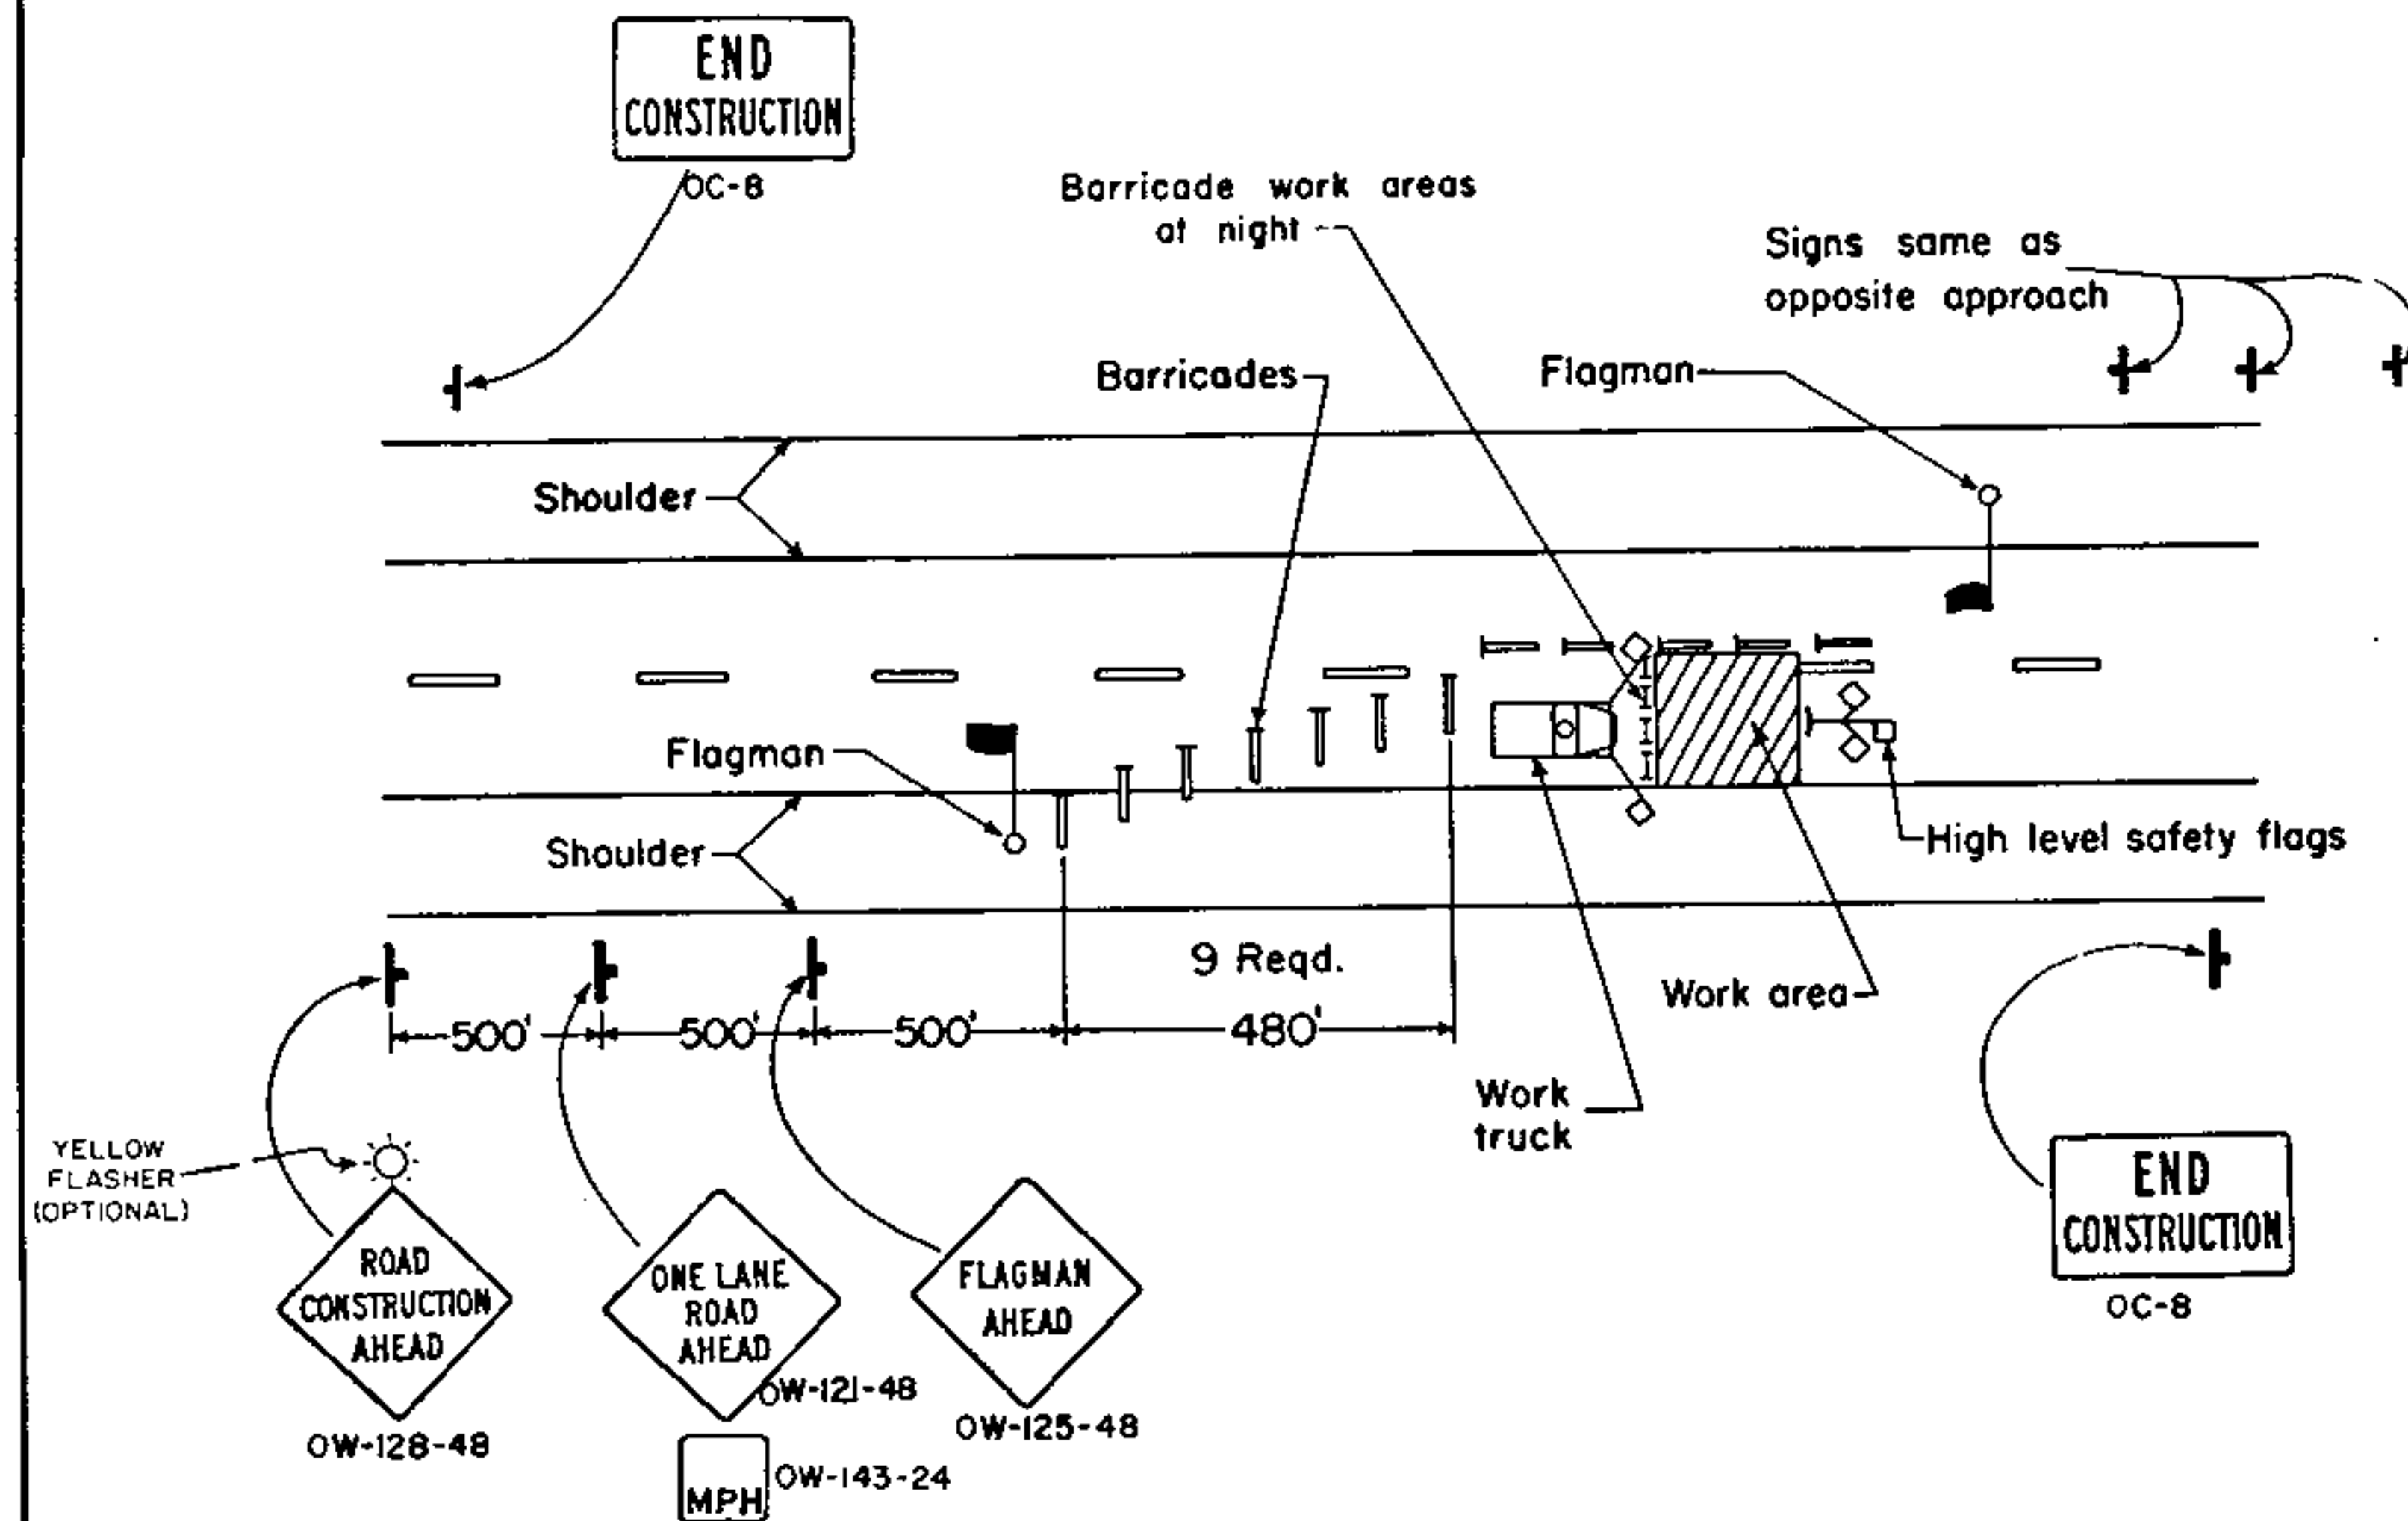 END
CONSTRUCTION
OC-8
Barricade work areas
at night
Signs same as
opposite approach
Barricades
Flagman
Shoulder
Flagman
Shoulder
High level safety flags
9 Reqd.
Work area
500'
500'
500'
480'
Work
truck
YELLOW
FLASHER
(OPTIONAL)
ROAD
CONSTRUCTION
AHEAD
OW-128-48
ONE LANE
ROAD
AHEAD
OW-121-48
MPH
OW-143-24
FLAGMAN
AHEAD
OW-125-48
END
CONSTRUCTION
OC-8